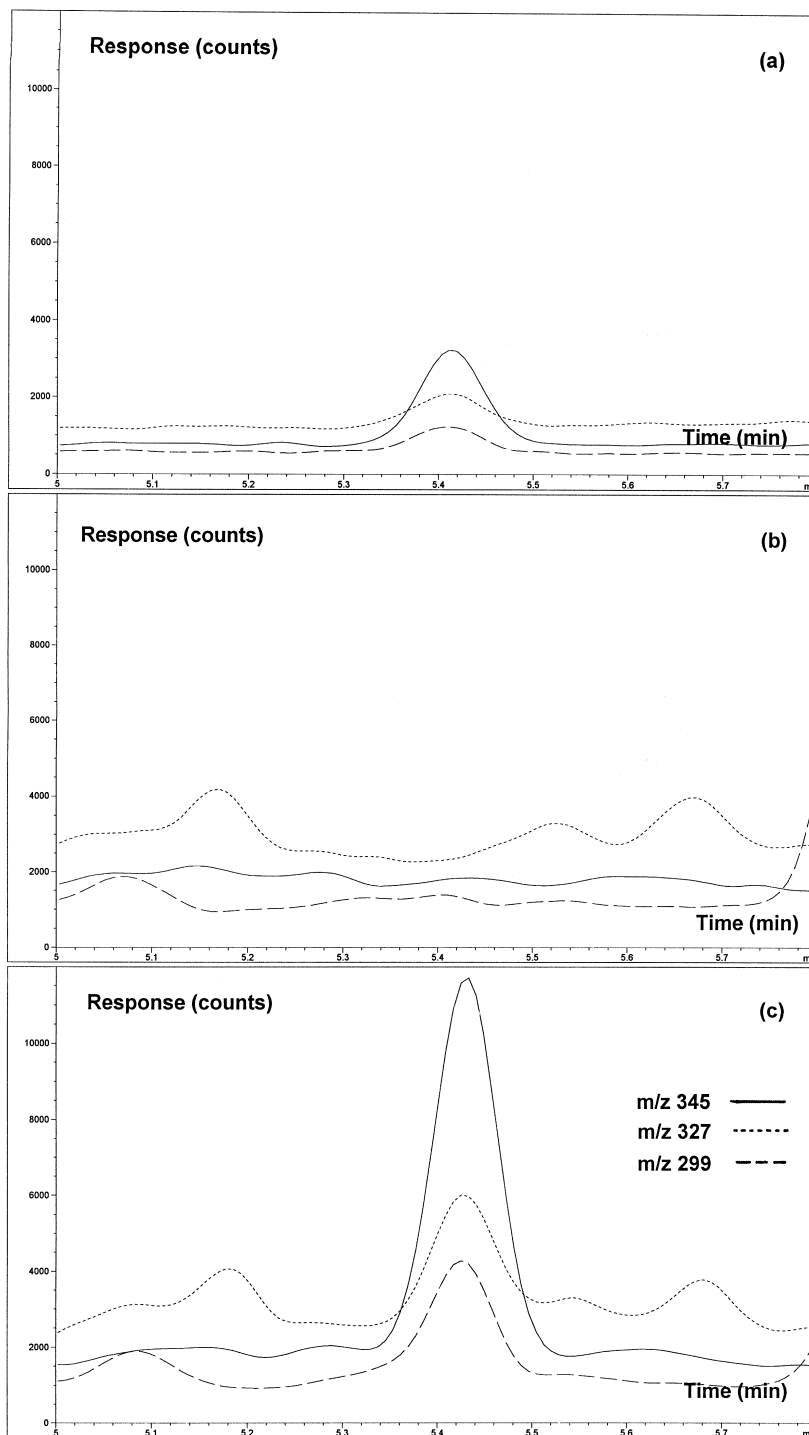 Response (counts)
(a)
10000
8000
6000
4000
2000
Time (min)
0
5 5.1 5.2 5.3 5.4 5.5 5.6 5.7 m
Response (counts)
(b)
10000
8000
6000
4000
2000
Time (min)
0
5 5.1 5.2 5.3 5.4 5.5 5.6 5.7 m
Response (counts)
(c)
10000
m/z 345
m/z 327
m/z 299
8000
6000
4000
2000
Time (min)
0
5 5.1 5.2 5.3 5.4 5.5 5.6 5.7 m